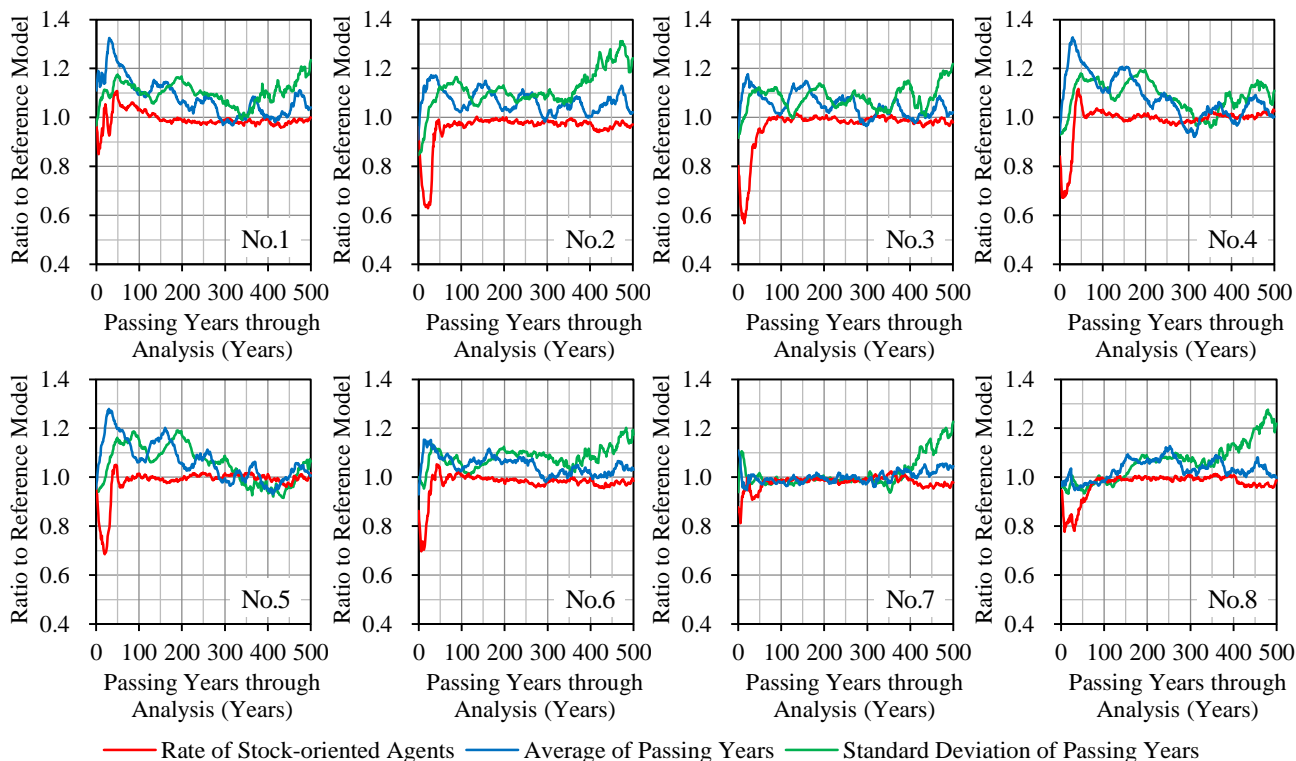 1.4 1.4 1.4 1.4
1.2 1.2 1.2 1.2
1.0 1.0 1.0 1.0
0.8 0.8 0.8 0.8
0.6 0.6 0.6 0.6
0.4 0.4 0.4 0.4
Ratio to Reference Model Ratio to Reference Model Ratio to Reference Model Ratio to Reference Model
No.1 No.2 No.3 No.4
0 100 200 300 400 500 0 100 200 300 400 500 0 100 200 300 400 500 0 100 200 300 400 500
Passing Years through Passing Years through Passing Years through Passing Years through
Analysis (Years) Analysis (Years) Analysis (Years) Analysis (Years)
1.4 1.4 1.4 1.4
1.2 1.2 1.2 1.2
1.0 1.0 1.0 1.0
0.8 0.8 0.8 0.8
0.6 0.6 0.6 0.6
0.4 0.4 0.4 0.4
Ratio to Reference Model Ratio to Reference Model Ratio to Reference Model Ratio to Reference Model
No.5 No.6 No.7 No.8
0 100 200 300 400 500 0 100 200 300 400 500 0 100 200 300 400 500 0 100 200 300 400 500
Passing Years through Passing Years through Passing Years through Passing Years through
Analysis (Years) Analysis (Years) Analysis (Years) Analysis (Years)
Rate of Stock-oriented Agents Average of Passing Years Standard Deviation of Passing Years